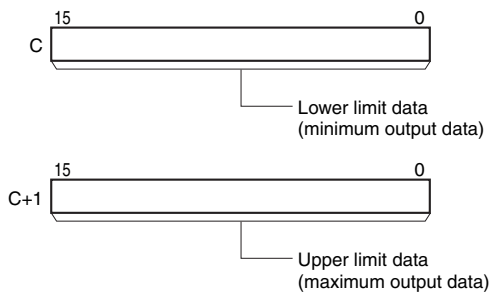 15 0
C
Lower limit data
(minimum output data)
15 0
C+1
Upper limit data
(maximum output data)